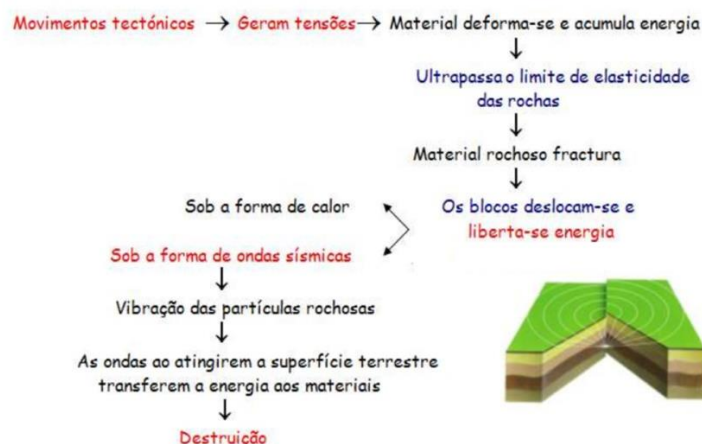 Movimentos tectónicos → Geram tensões → Material deforma-se e acumula energia
Ultrapassa o limite de elasticidade
das rochas
Material rochoso fractura
Os blocos deslocam-se e
liberta-se energia
Sob a forma de calor
Sob a forma de ondas sísmicas
Vibração das partículas rochosas
As ondas ao atingirem a superfície terrestre
transferem a energia aos materiais
Destruição